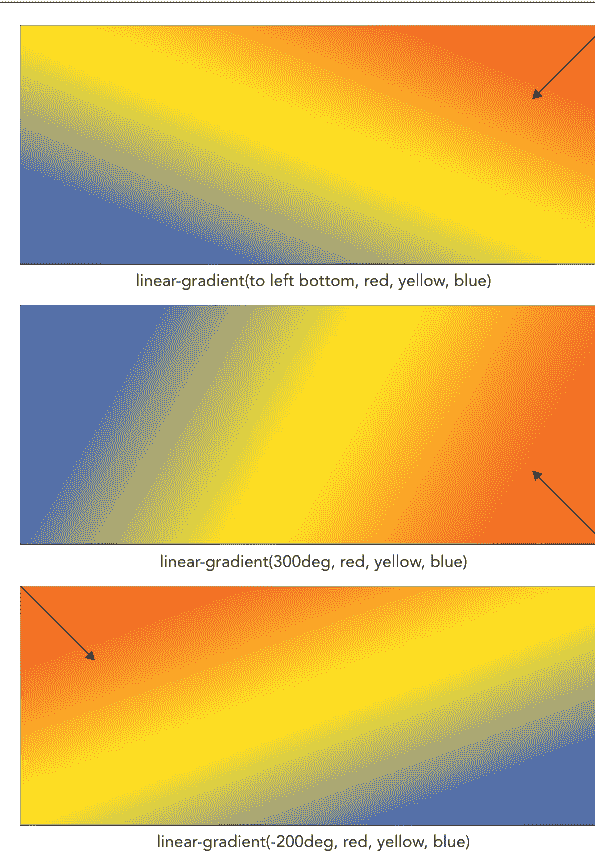 linear-gradient(to left bottom, red, yellow, blue)
linear-gradient(300deg, red, yellow, blue)
linear-gradient(-200deg, red, yellow, blue)